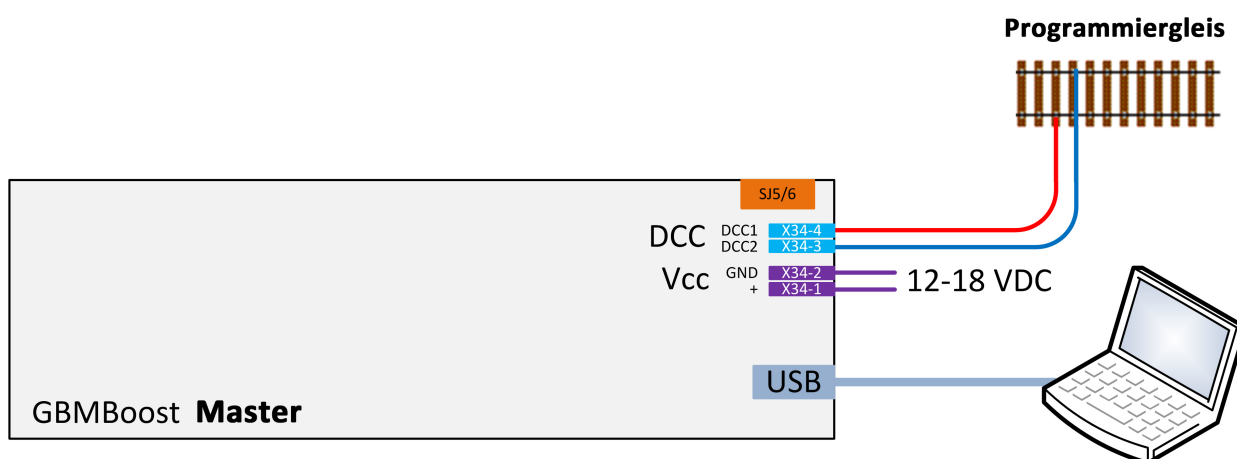 Programmiergleis
SJ5/6
DCC DCC1 X34-4
DCC2 X34-3
Vcc GND X34-2
+ X34-1
12-18 VDC
USB
GBMBoost Master